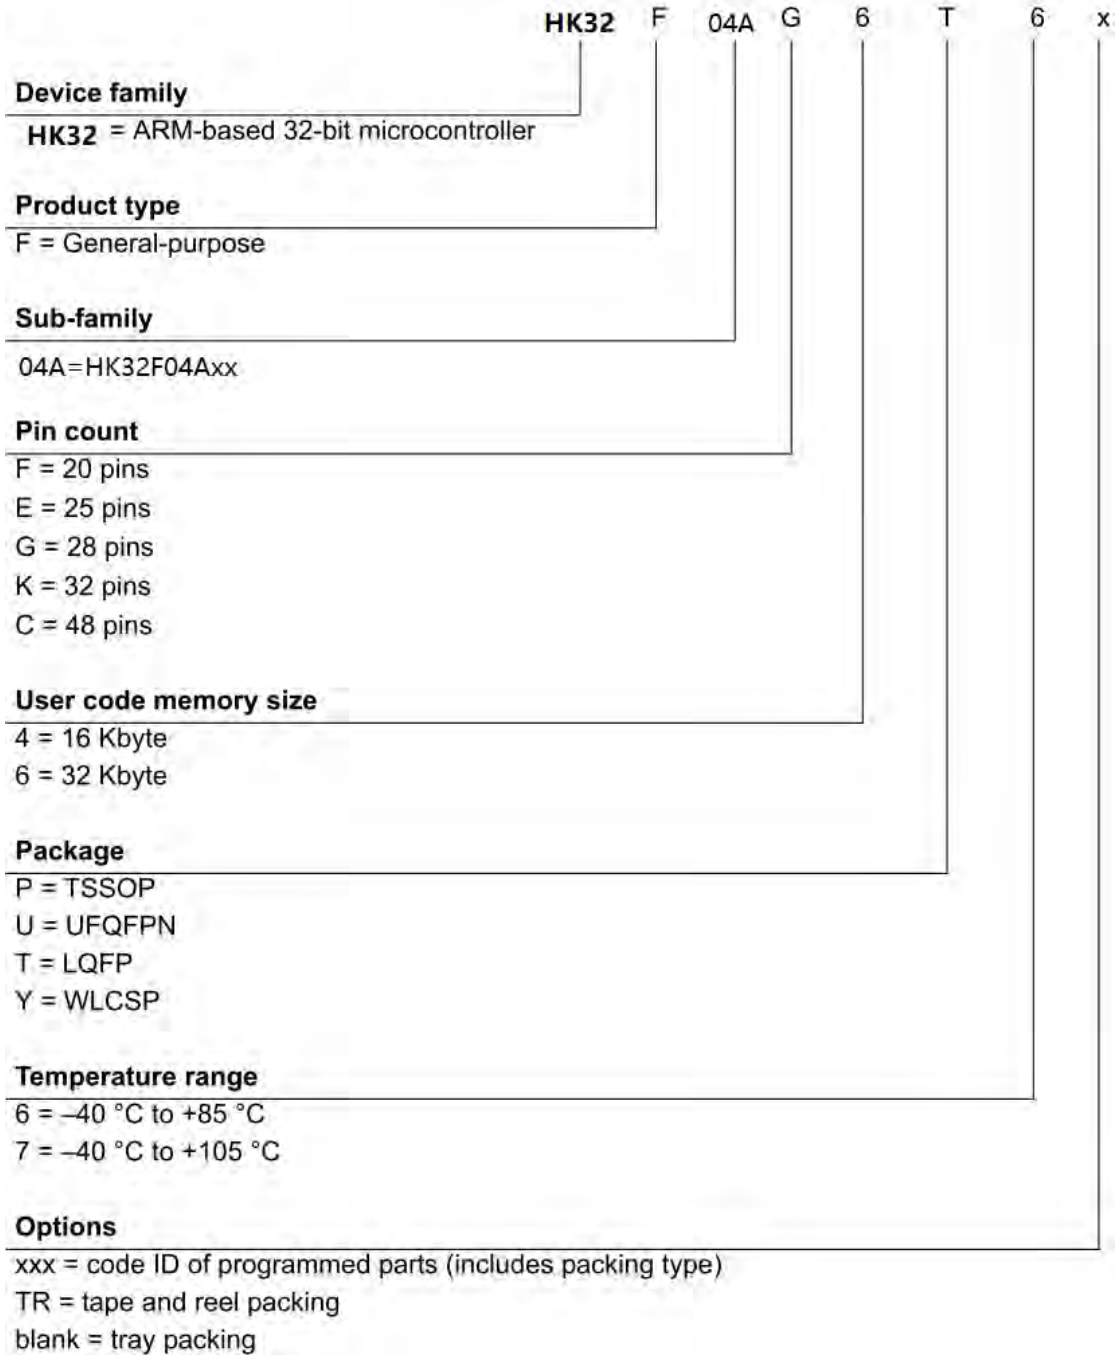 HK32 F 04A G 6 T 6 x
Device family
HK32 = ARM-based 32-bit microcontroller
Product type
F = General-purpose
Sub-family
04A=HK32F04Axx
Pin count
F = 20 pins
E = 25 pins
G = 28 pins
K = 32 pins
C = 48 pins
User code memory size
4 = 16 Kbyte
6 = 32 Kbyte
Package
P = TSSOP
U = UFQFPN
T = LQFP
Y = WLCSP
Temperature range
6 = –40 °C to +85 °C
7 = –40 °C to +105 °C
Options
xxx = code ID of programmed parts (includes packing type)
TR = tape and reel packing
blank = tray packing